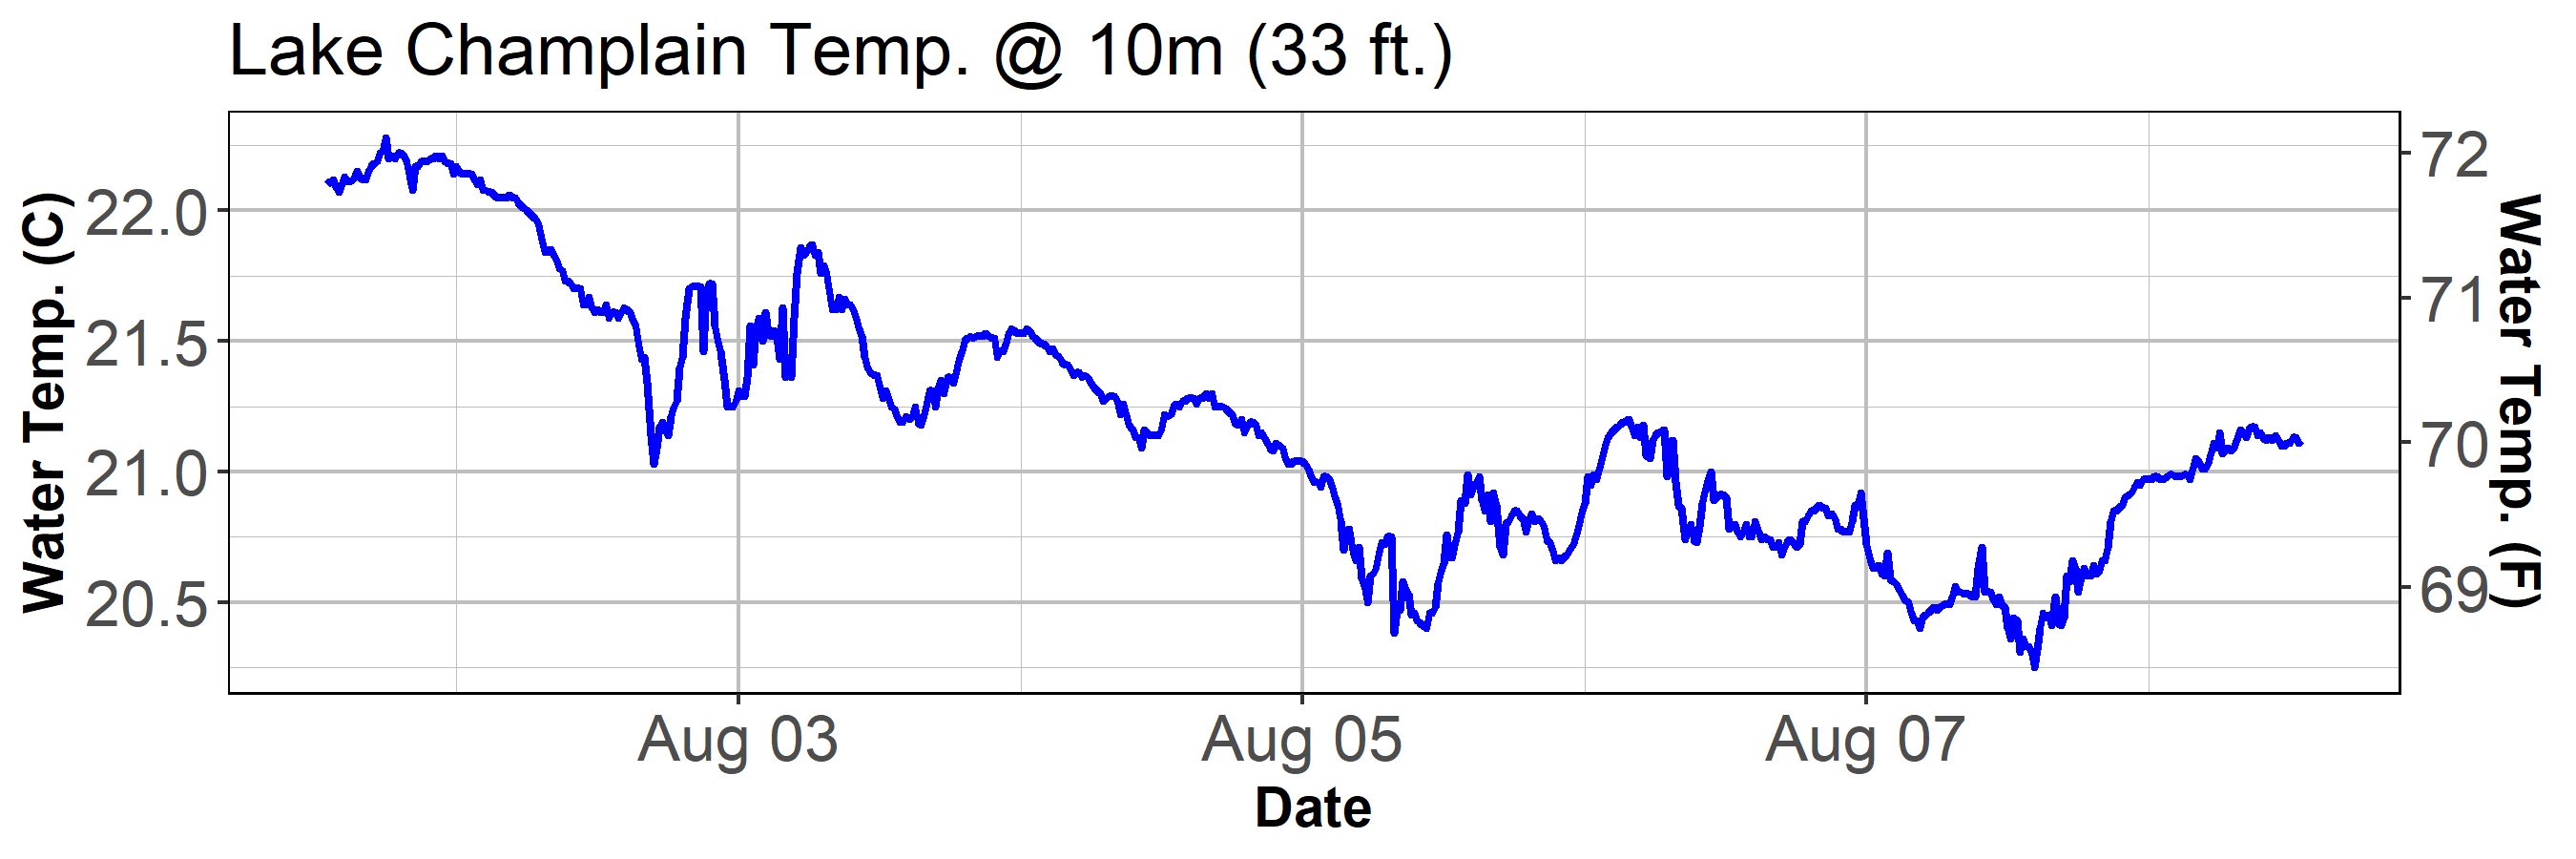 Lake Champlain Temp. @ 10m (33 ft.)
Water Temp. (C)
22.0
21.5
21.0
20.5
72
71
70
69
Water Temp. (F)
Aug 03
Aug 05
Aug 07
Date